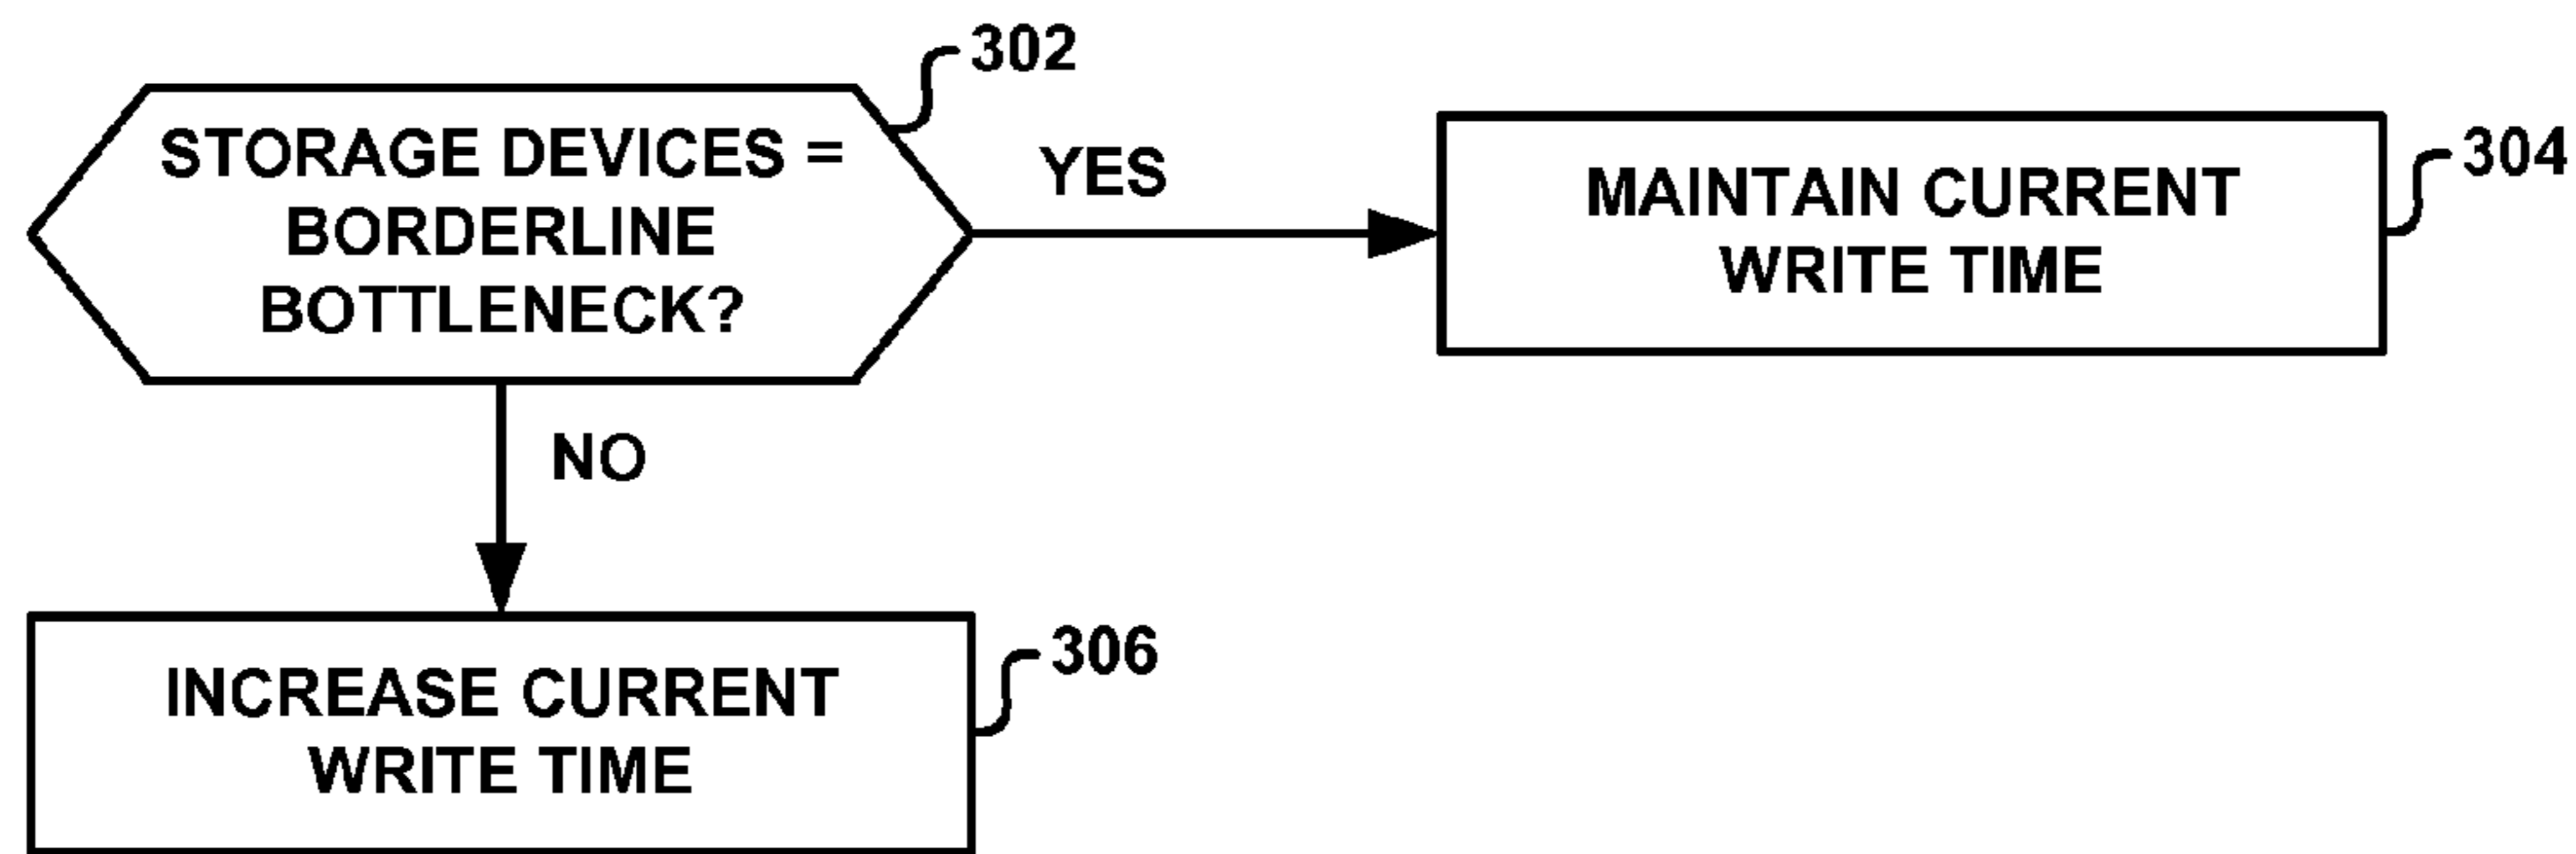 302
STORAGE DEVICES =
BORDERLINE
BOTTLENECK?
YES
MAINTAIN CURRENT
WRITE TIME
304
NO
INCREASE CURRENT
WRITE TIME
306